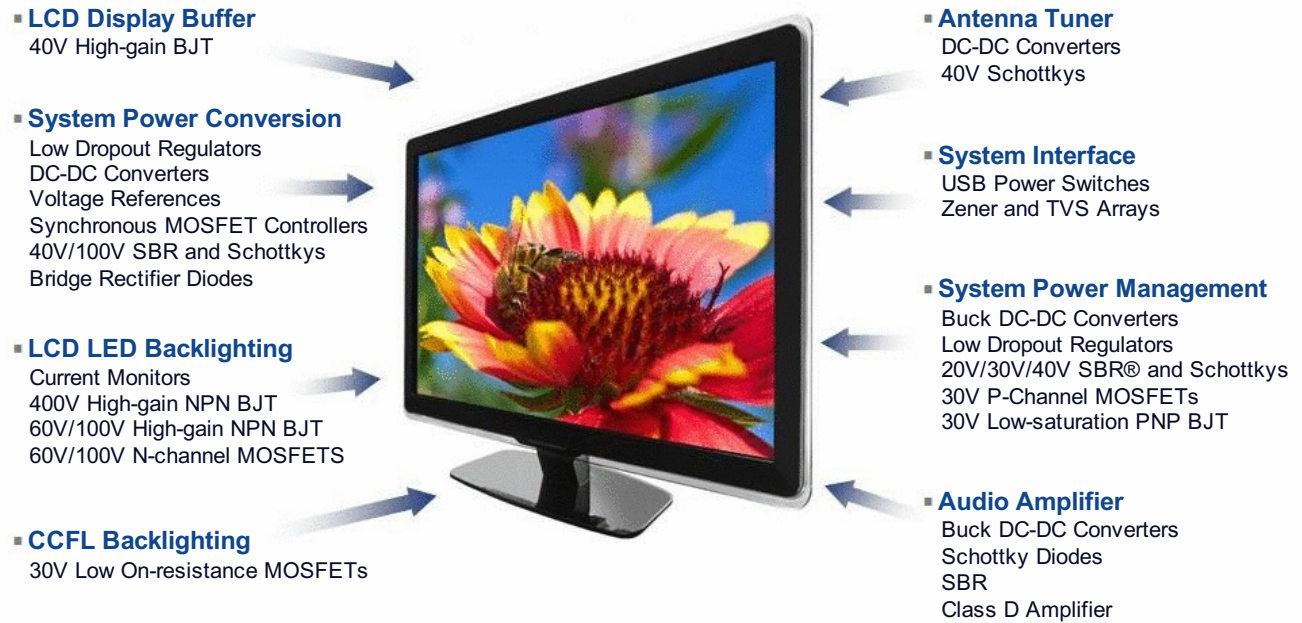 ▪ LCD Display Buffer
40V High-gain BJT
▪ System Power Conversion
Low Dropout Regulators
DC-DC Converters
Voltage References
Synchronous MOSFET Controllers
40V/100V SBR and Schottkys
Bridge Rectifier Diodes
▪ LCD LED Backlighting
Current Monitors
400V High-gain NPN BJT
60V/100V High-gain NPN BJT
60V/100V N-channel MOSFETS
▪ CCFL Backlighting
30V Low On-resistance MOSFETs
▪ Antenna Tuner
DC-DC Converters
40V Schottkys
▪ System Interface
USB Power Switches
Zener and TVS Arrays
▪ System Power Management
Buck DC-DC Converters
Low Dropout Regulators
20V/30V/40V SBR® and Schottkys
30V P-Channel MOSFETs
30V Low-saturation PNP BJT
▪ Audio Amplifier
Buck DC-DC Converters
Schottky Diodes
SBR
Class D Amplifier